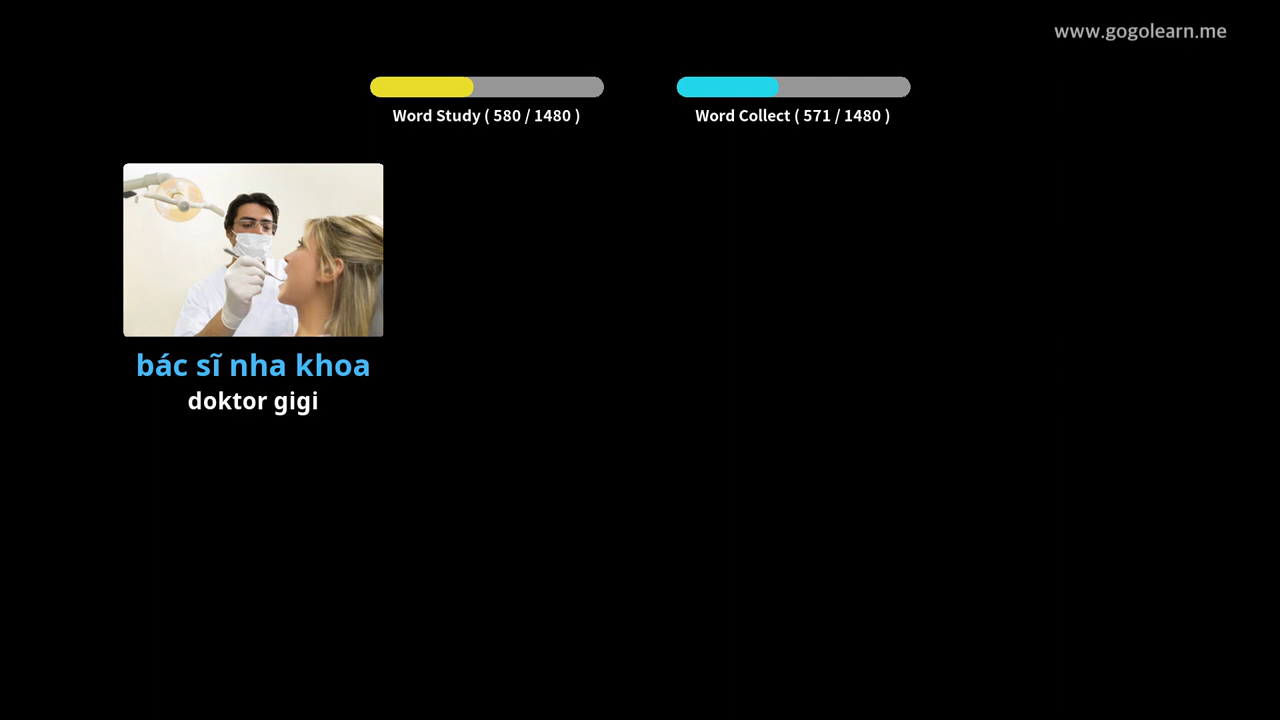 www.gogolearn.me
Word Study ( 580 / 1480 )
Word Collect ( 571 / 1480 )
bác sĩ nha khoa
doktor gigi